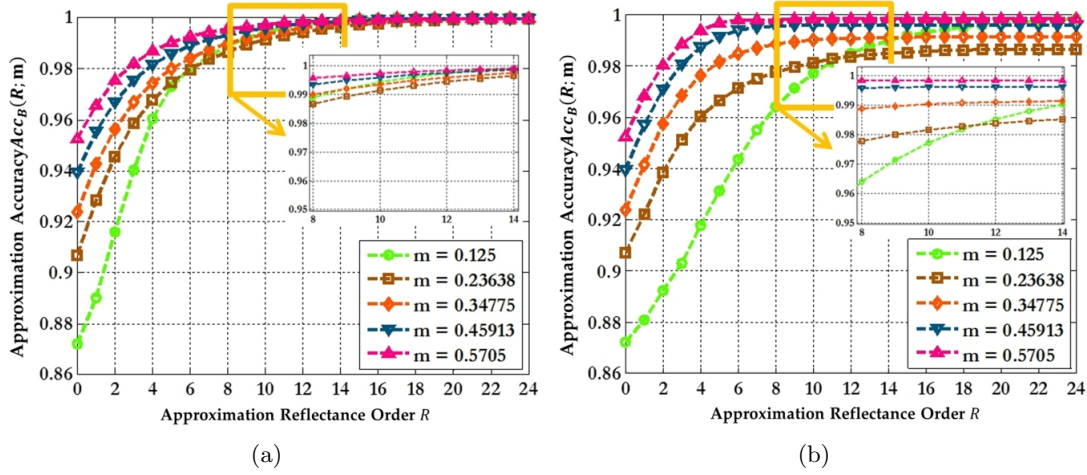 Approximation AccuracyAcc_B(R; m)
1
0.98
0.96
0.94
0.92
0.9
0.88
0.86
0 2 4 6 8 10 12 14 16 18 20 22 24
Approximation Reflectance Order R
1
0.99
0.98
0.97
0.96
0.95
8 10 12 14
m = 0.125
m = 0.23638
m = 0.34775
m = 0.45913
m = 0.5705
(a)
Approximation AccuracyAcc_B(R; m)
1
0.98
0.96
0.94
0.92
0.9
0.88
0.86
0 2 4 6 8 10 12 14 16 18 20 22 24
Approximation Reflectance Order R
1
0.99
0.98
0.97
0.96
0.95
8 10 12 14
m = 0.125
m = 0.23638
m = 0.34775
m = 0.45913
m = 0.5705
(b)